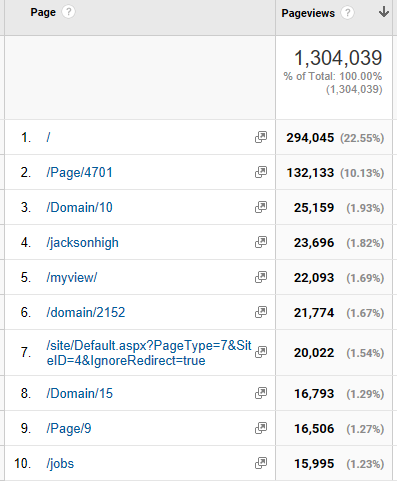 Page ? Pageviews ?
1,304,039
% of Total: 100.00%
(1,304,039)
1. / 294,045 (22.55%)
2. /Page/4701 132,133 (10.13%)
3. /Domain/10 25,159 (1.93%)
4. /jacksonhigh 23,696 (1.82%)
5. /myview/ 22,093 (1.69%)
6. /domain/2152 21,774 (1.67%)
7. /site/Default.aspx?PageType=7&Sit
eID=4&IgnoreRedirect=true 20,022 (1.54%)
8. /Domain/15 16,793 (1.29%)
9. /Page/9 16,506 (1.27%)
10. /jobs 15,995 (1.23%)